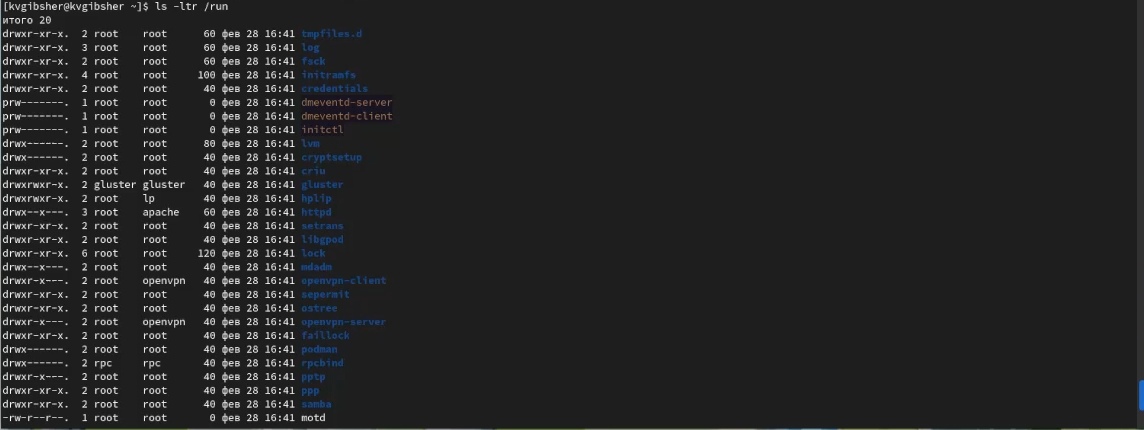 [kvgibsher@kvgibsher ~]$ ls -ltr /run
итого 20
drwxr-xr-x. 2 root root 60 фев 28 16:41 tmpfiles.d
drwxr-xr-x. 3 root root 60 фев 28 16:41 log
drwxr-xr-x. 2 root root 60 фев 28 16:41 fsck
drwxr-xr-x. 4 root root 100 фев 28 16:41 initramfs
drwxr-xr-x. 2 root root 40 фев 28 16:41 credentials
prw-------. 1 root root 0 фев 28 16:41 dmeventd-server
prw-------. 1 root root 0 фев 28 16:41 dmeventd-client
prw-------. 1 root root 0 фев 28 16:41 initctl
drwx------. 2 root root 80 фев 28 16:41 lvm
drwx------. 2 root root 40 фев 28 16:41 cryptsetup
drwxr-xr-x. 2 root root 40 фев 28 16:41 criu
drwxrwxr-x. 2 gluster gluster 40 фев 28 16:41 gluster
drwxrwxr-x. 2 root lp 40 фев 28 16:41 hplip
drwx--x---. 3 root apache 60 фев 28 16:41 httpd
drwxr-xr-x. 2 root root 40 фев 28 16:41 setrans
drwxr-xr-x. 2 root root 40 фев 28 16:41 libgpod
drwxr-xr-x. 6 root root 120 фев 28 16:41 lock
drwx--x---. 2 root root 40 фев 28 16:41 mdadm
drwxr-x---. 2 root openvpn 40 фев 28 16:41 openvpn-client
drwxr-xr-x. 2 root root 40 фев 28 16:41 sepermit
drwxr-xr-x. 2 root root 40 фев 28 16:41 ostree
drwxr-x---. 2 root openvpn 40 фев 28 16:41 openvpn-server
drwxr-xr-x. 2 root root 40 фев 28 16:41 faillock
drwx------. 2 root root 40 фев 28 16:41 podman
drwx------. 2 rpc rpc 40 фев 28 16:41 rpcbind
drwxr-x---. 2 root root 40 фев 28 16:41 pptp
drwxr-xr-x. 2 root root 40 фев 28 16:41 ppp
drwxr-xr-x. 2 root root 40 фев 28 16:41 samba
-rw-r--r--. 1 root root 0 фев 28 16:41 motd